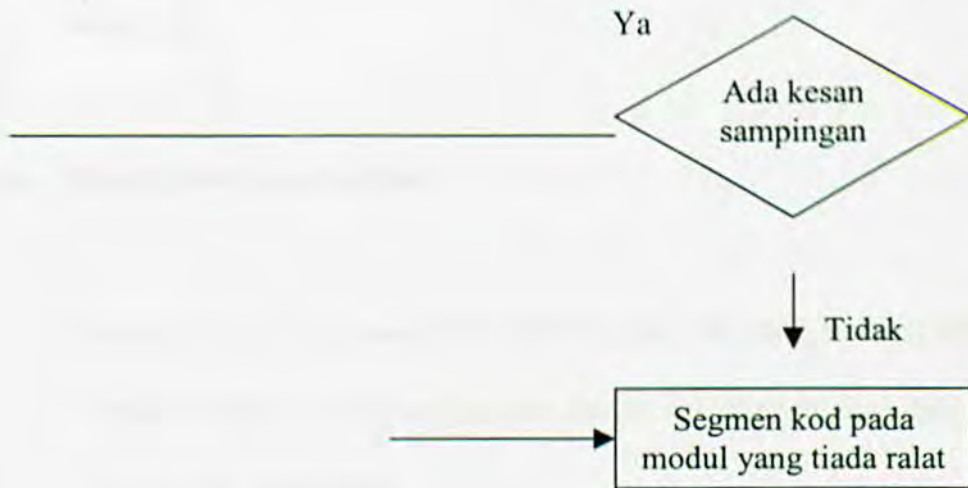 Ya
Ada kesan
sampingan
Tidak
Segmen kod pada
modul yang tiada ralat